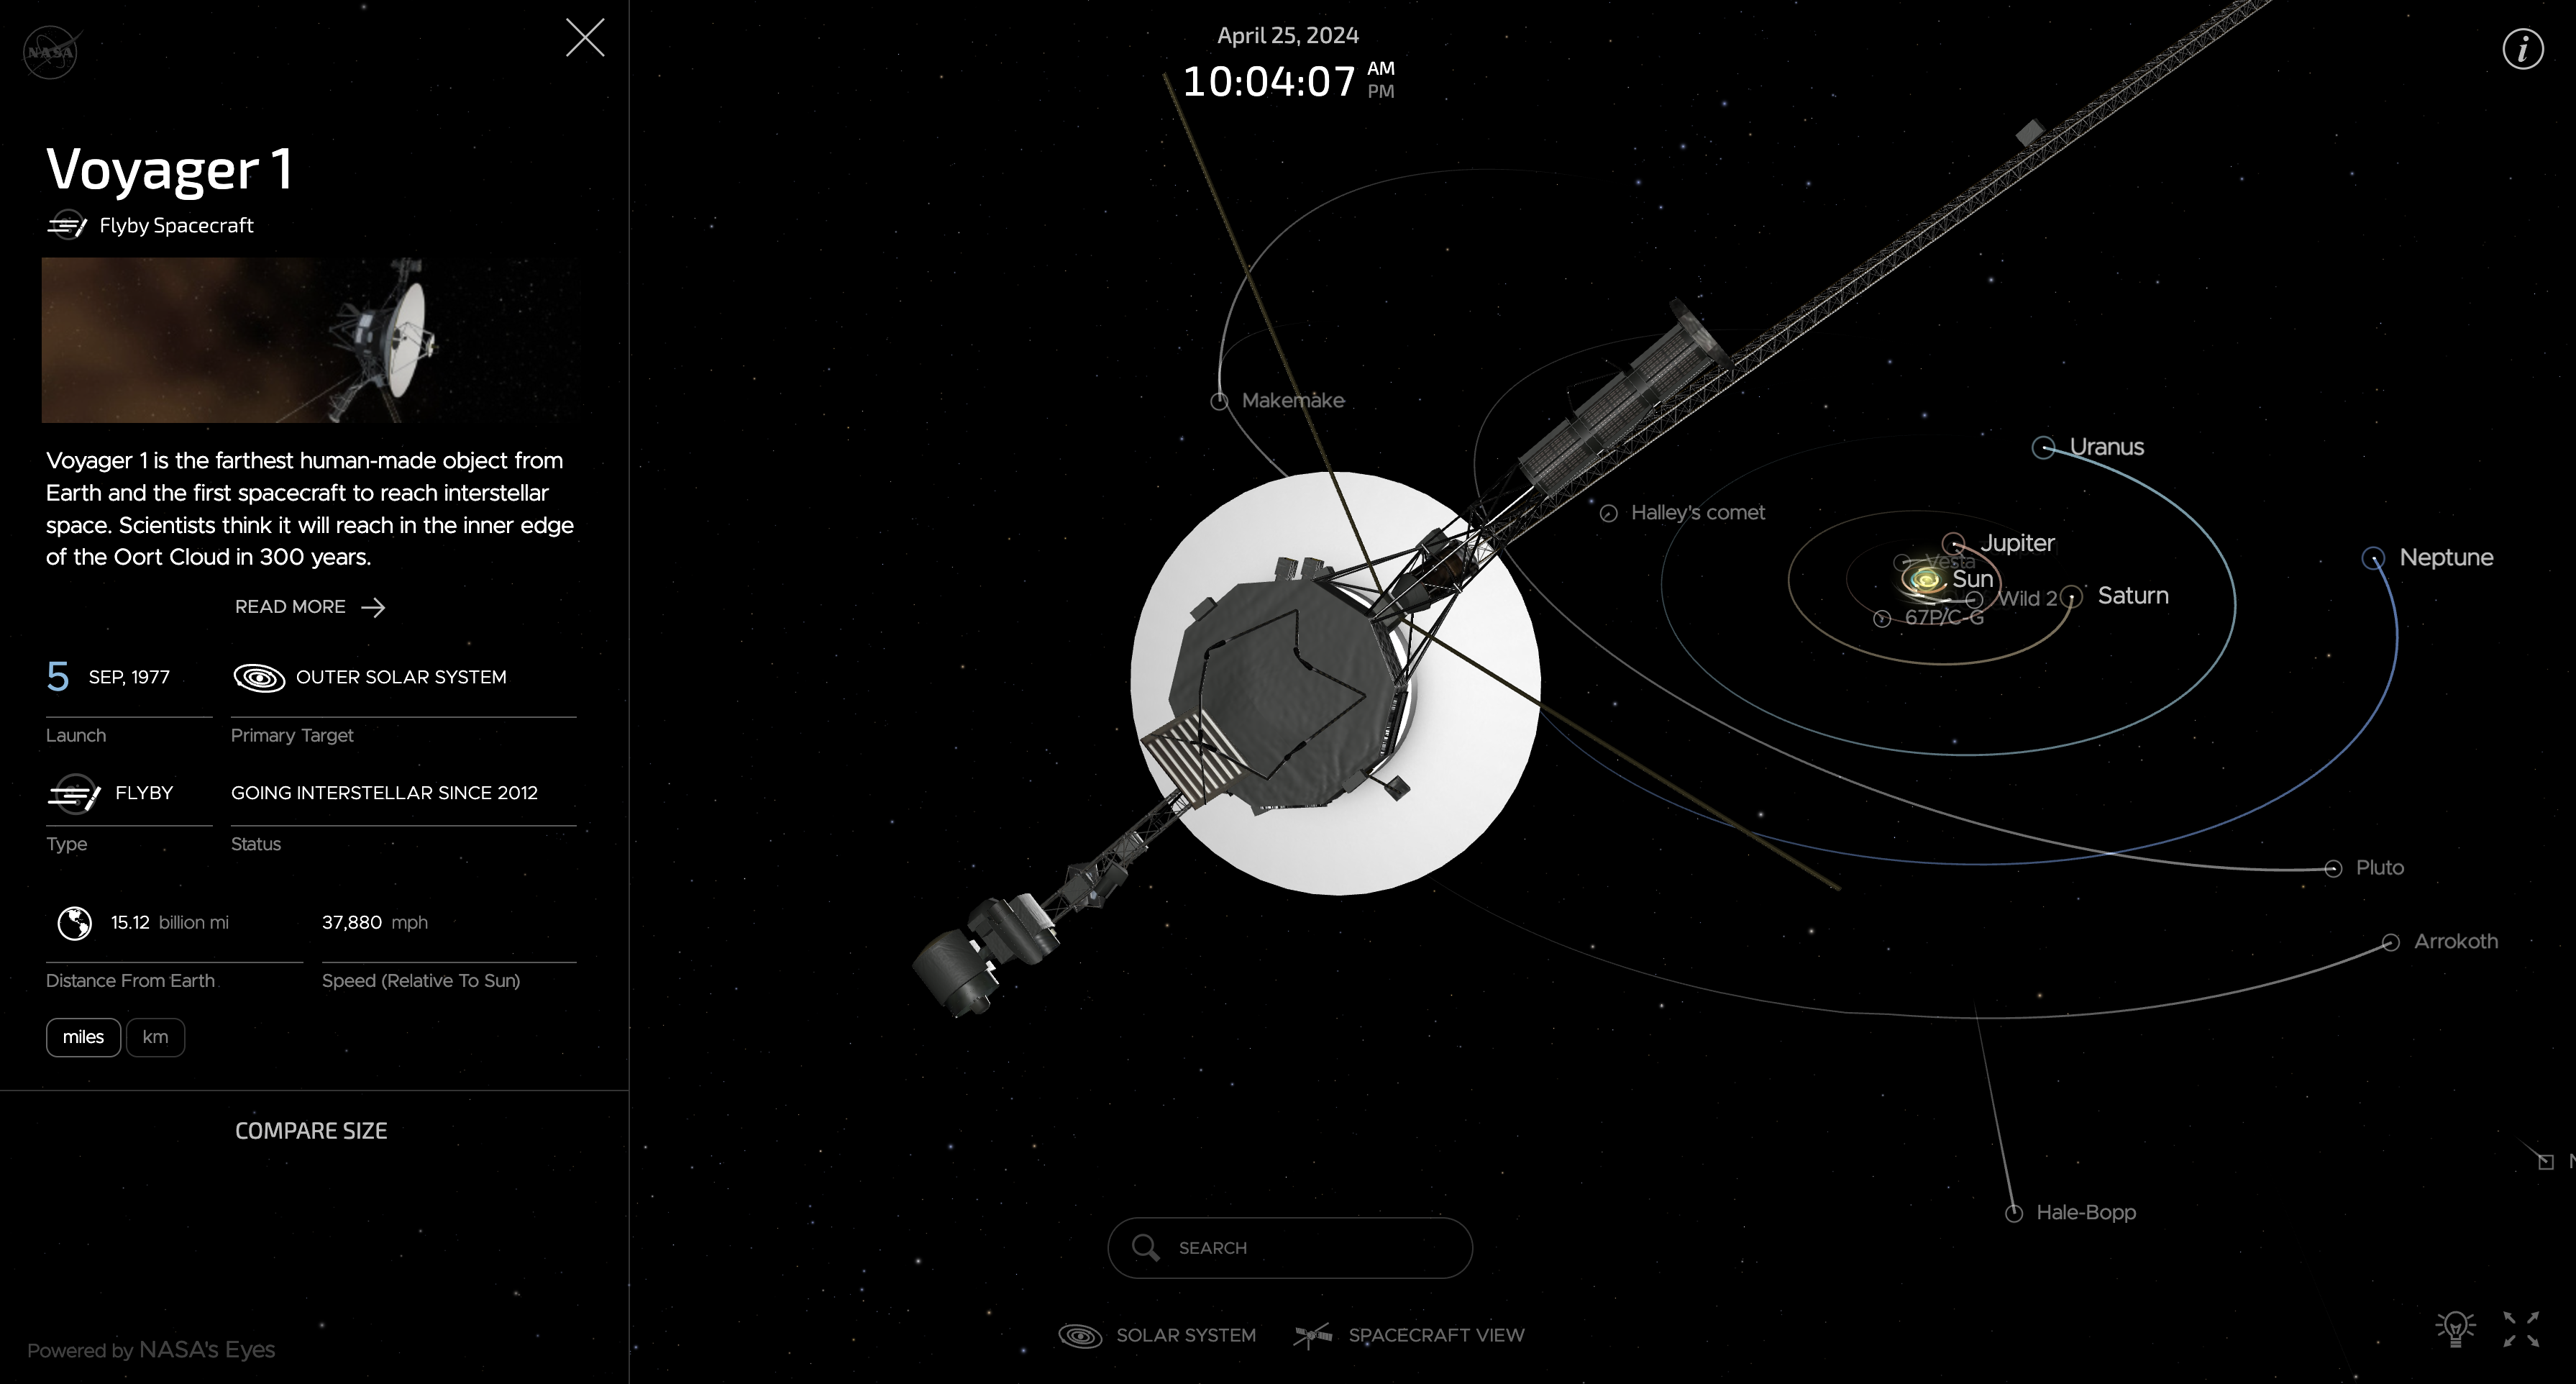 NASA
April 25, 2024
10:04:07 AM
PM
Voyager 1
Flyby Spacecraft
Voyager 1 is the farthest human-made object from
Earth and the first spacecraft to reach interstellar
space. Scientists think it will reach in the inner edge
of the Oort Cloud in 300 years.
READ MORE
5 SEP, 1977
Launch
OUTER SOLAR SYSTEM
Primary Target
FLYBY
Type
GOING INTERSTELLAR SINCE 2012
Status
15.12 billion mi
Distance From Earth
37,880 mph
Speed (Relative To Sun)
miles
km
COMPARE SIZE
Powered by NASA's Eyes
Makemake
Halley's comet
Uranus
Jupiter
Vesta
Sun
Wild 2
Saturn
67P/C-G
Neptune
Pluto
Arrokoth
Hale-Bopp
SEARCH
SOLAR SYSTEM
SPACECRAFT VIEW